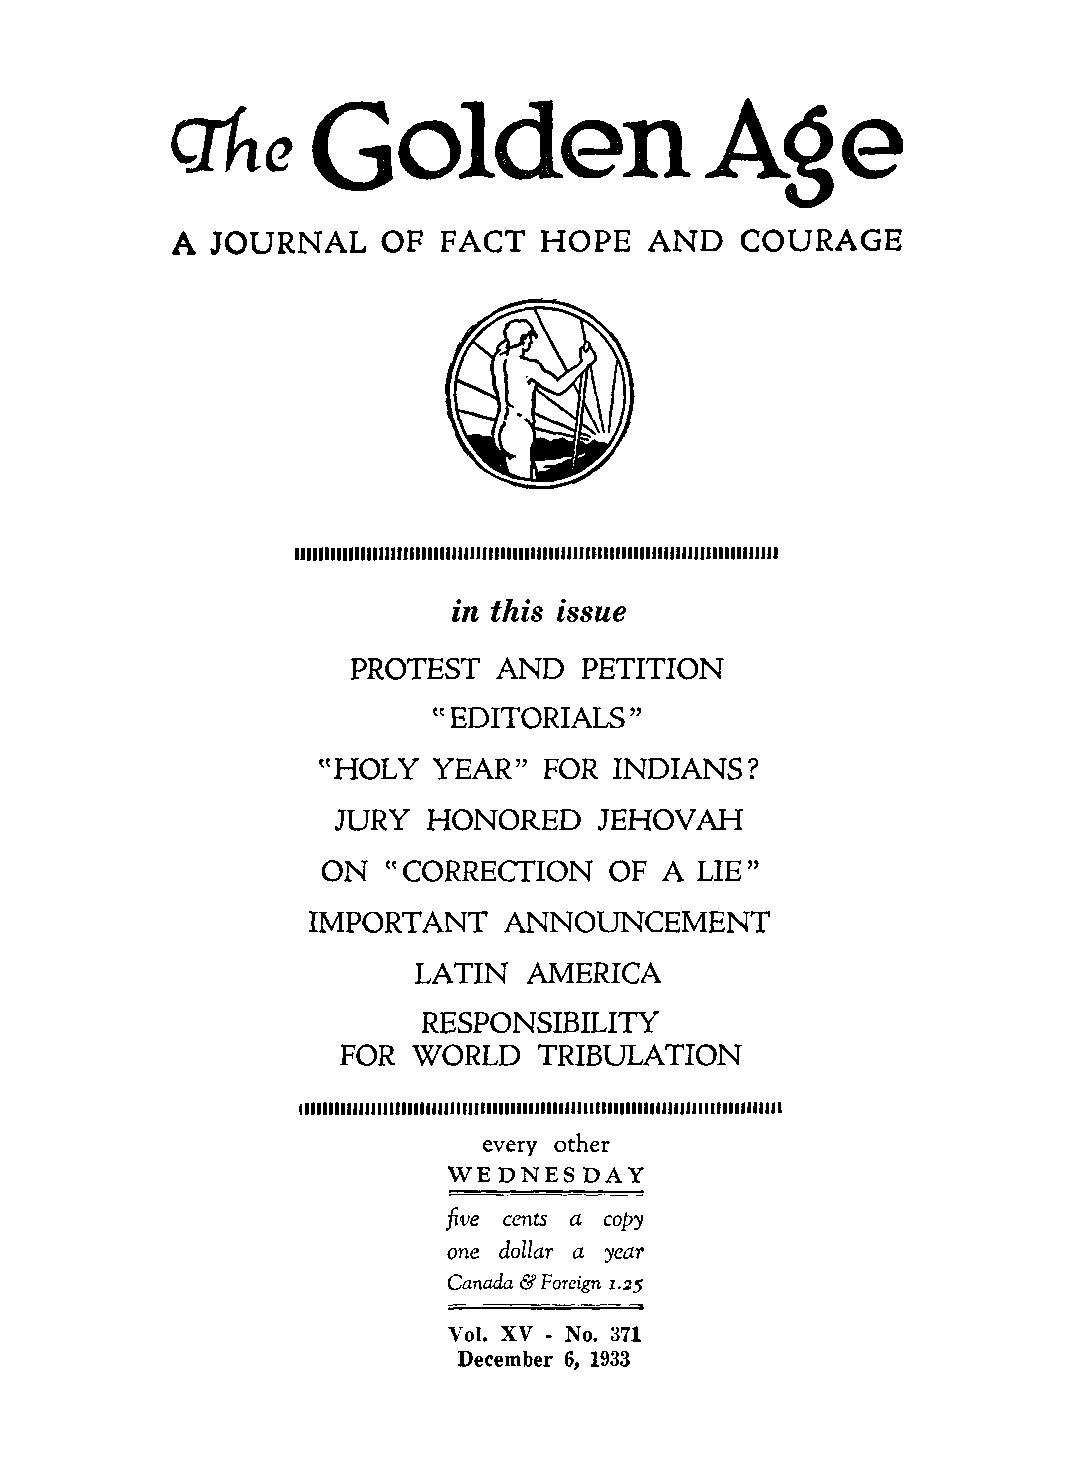 The Golden Age
A JOURNAL OF FACT HOPE AND COURAGE
in this issue
PROTEST AND PETITION
"EDITORIALS"
"HOLY YEAR" FOR INDIANS?
JURY HONORED JEHOVAH
ON "CORRECTION OF A LIE"
IMPORTANT ANNOUNCEMENT
LATIN AMERICA
RESPONSIBILITY
FOR WORLD TRIBULATION
every other
WEDNESDAY
five cents a copy
one dollar a year
Canada & Foreign 1.25
Vol. XV - No. 371
December 6, 1933